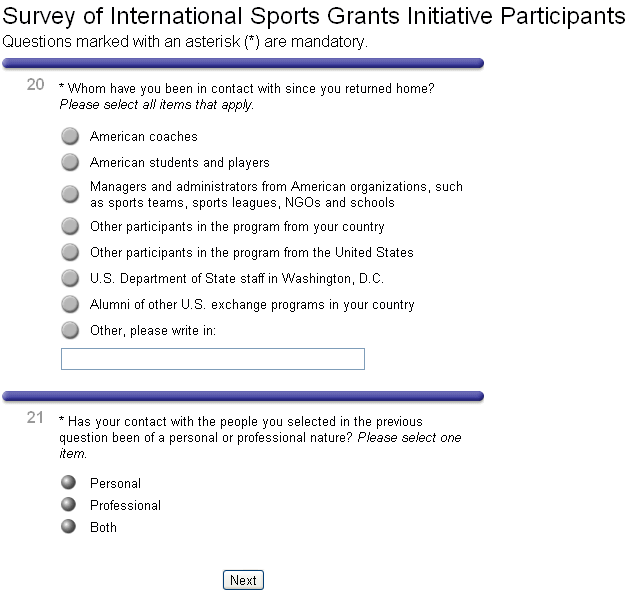 Survey of International Sports Grants Initiative Participants
Questions marked with an asterisk (*) are mandatory.
20 * Whom have you been in contact with since you returned home?
Please select all items that apply.
American coaches
American students and players
Managers and administrators from American organizations, such
as sports teams, sports leagues, NGOs and schools
Other participants in the program from your country
Other participants in the program from the United States
U.S. Department of State staff in Washington, D.C.
Alumni of other U.S. exchange programs in your country
Other, please write in:
21 * Has your contact with the people you selected in the previous
question been of a personal or professional nature? Please select one
item.
Personal
Professional
Both
Next